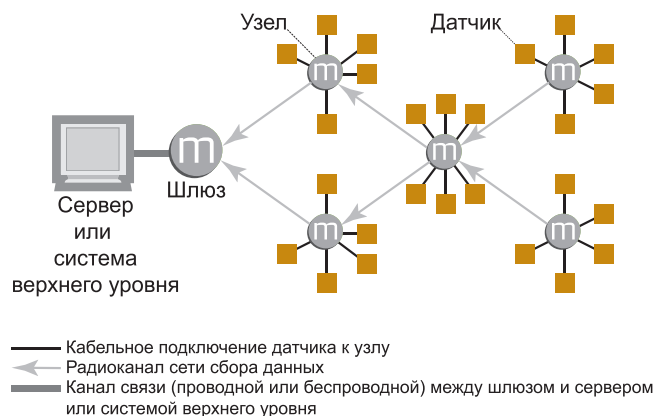 Узел
Датчик
m
m
m
m
Шлюз
m
m
Сервер
или
система
верхнего уровня
Кабельное подключение датчика к узлу
Радиоканал сети сбора данных
Канал связи (проводной или беспроводной) между шлюзом и сервером
или системой верхнего уровня